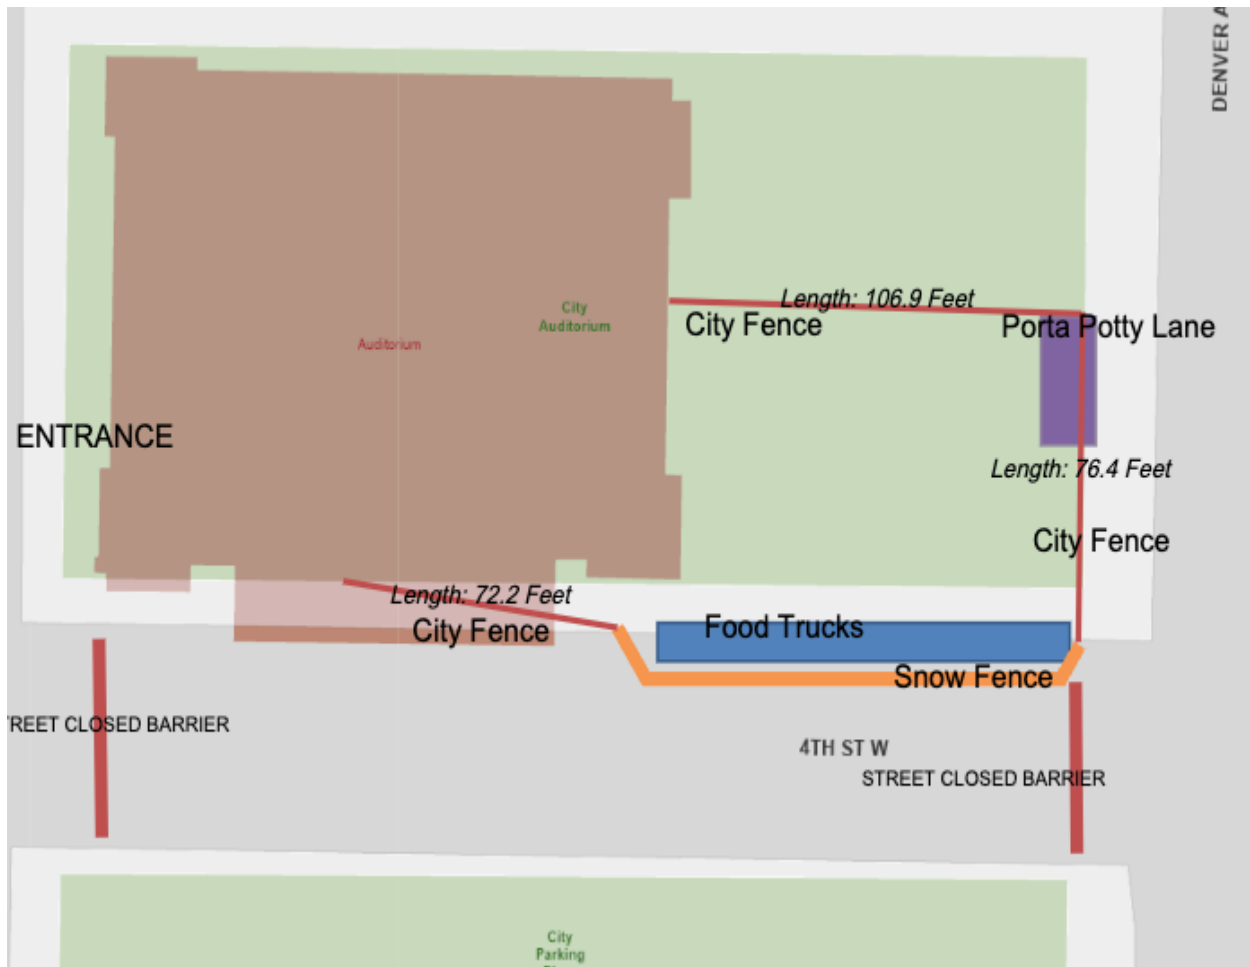 DENVER A
Length: 106.9 Feet
City
Auditorium
City Fence
Porta Potty Lane
Auditorium
ENTRANCE
Length: 76.4 Feet
City Fence
Length: 72.2 Feet
City Fence
Food Trucks
Snow Fence
TREET CLOSED BARRIER
4TH ST W
STREET CLOSED BARRIER
City
Parking